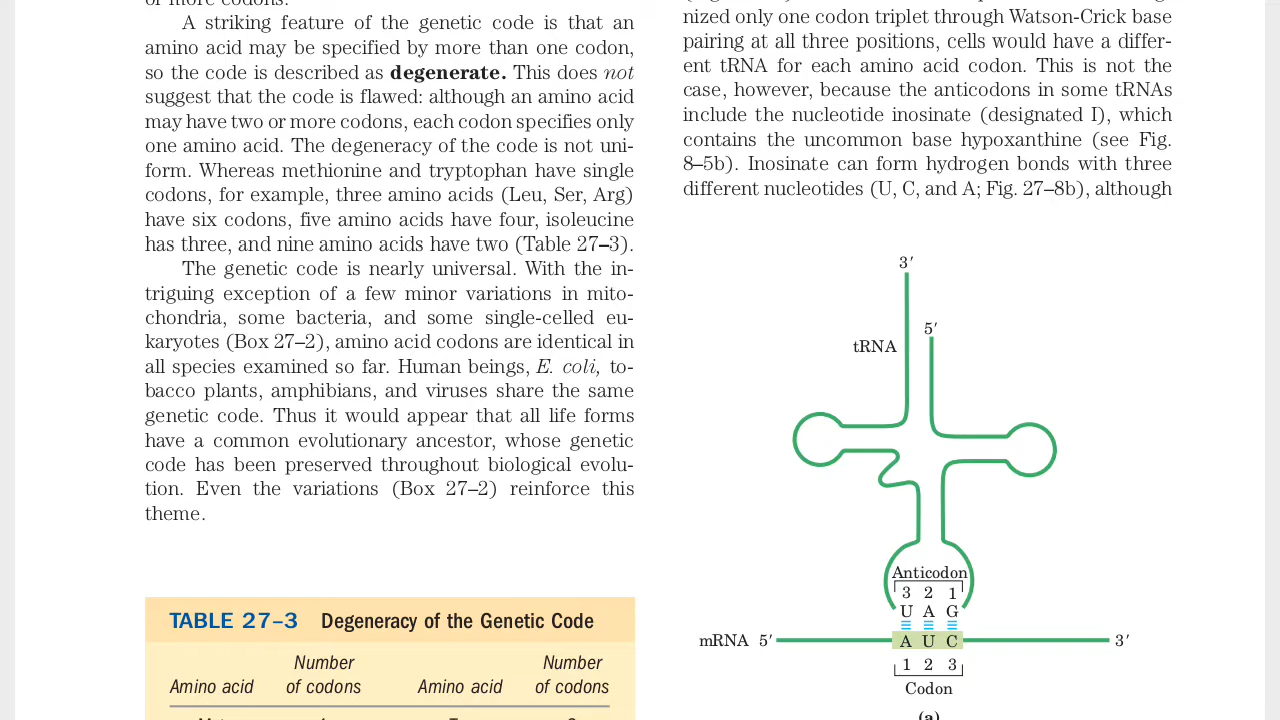 or more codons.
A striking feature of the genetic code is that an
amino acid may be specified by more than one codon,
so the code is described as degenerate. This does not
suggest that the code is flawed: although an amino acid
may have two or more codons, each codon specifies only
one amino acid. The degeneracy of the code is not uni-
form. Whereas methionine and tryptophan have single
codons, for example, three amino acids (Leu, Ser, Arg)
have six codons, five amino acids have four, isoleucine
has three, and nine amino acids have two (Table 27–3).
The genetic code is nearly universal. With the in-
triguing exception of a few minor variations in mito-
chondria, some bacteria, and some single-celled eu-
karyotes (Box 27–2), amino acid codons are identical in
all species examined so far. Human beings, E. coli, to-
bacco plants, amphibians, and viruses share the same
genetic code. Thus it would appear that all life forms
have a common evolutionary ancestor, whose genetic
code has been preserved throughout biological evolu-
tion. Even the variations (Box 27–2) reinforce this
theme.
TABLE 27–3 Degeneracy of the Genetic Code
Number Number
Amino acid of codons Amino acid of codons
nized only one codon triplet through Watson-Crick base
pairing at all three positions, cells would have a differ-
ent tRNA for each amino acid codon. This is not the
case, however, because the anticodons in some tRNAs
include the nucleotide inosinate (designated I), which
contains the uncommon base hypoxanthine (see Fig.
8–5b). Inosinate can form hydrogen bonds with three
different nucleotides (U, C, and A; Fig. 27–8b), although
3′
5′
tRNA
Anticodon
3 2 1
U A G
mRNA 5′ A U C 3′
1 2 3
Codon
(a)